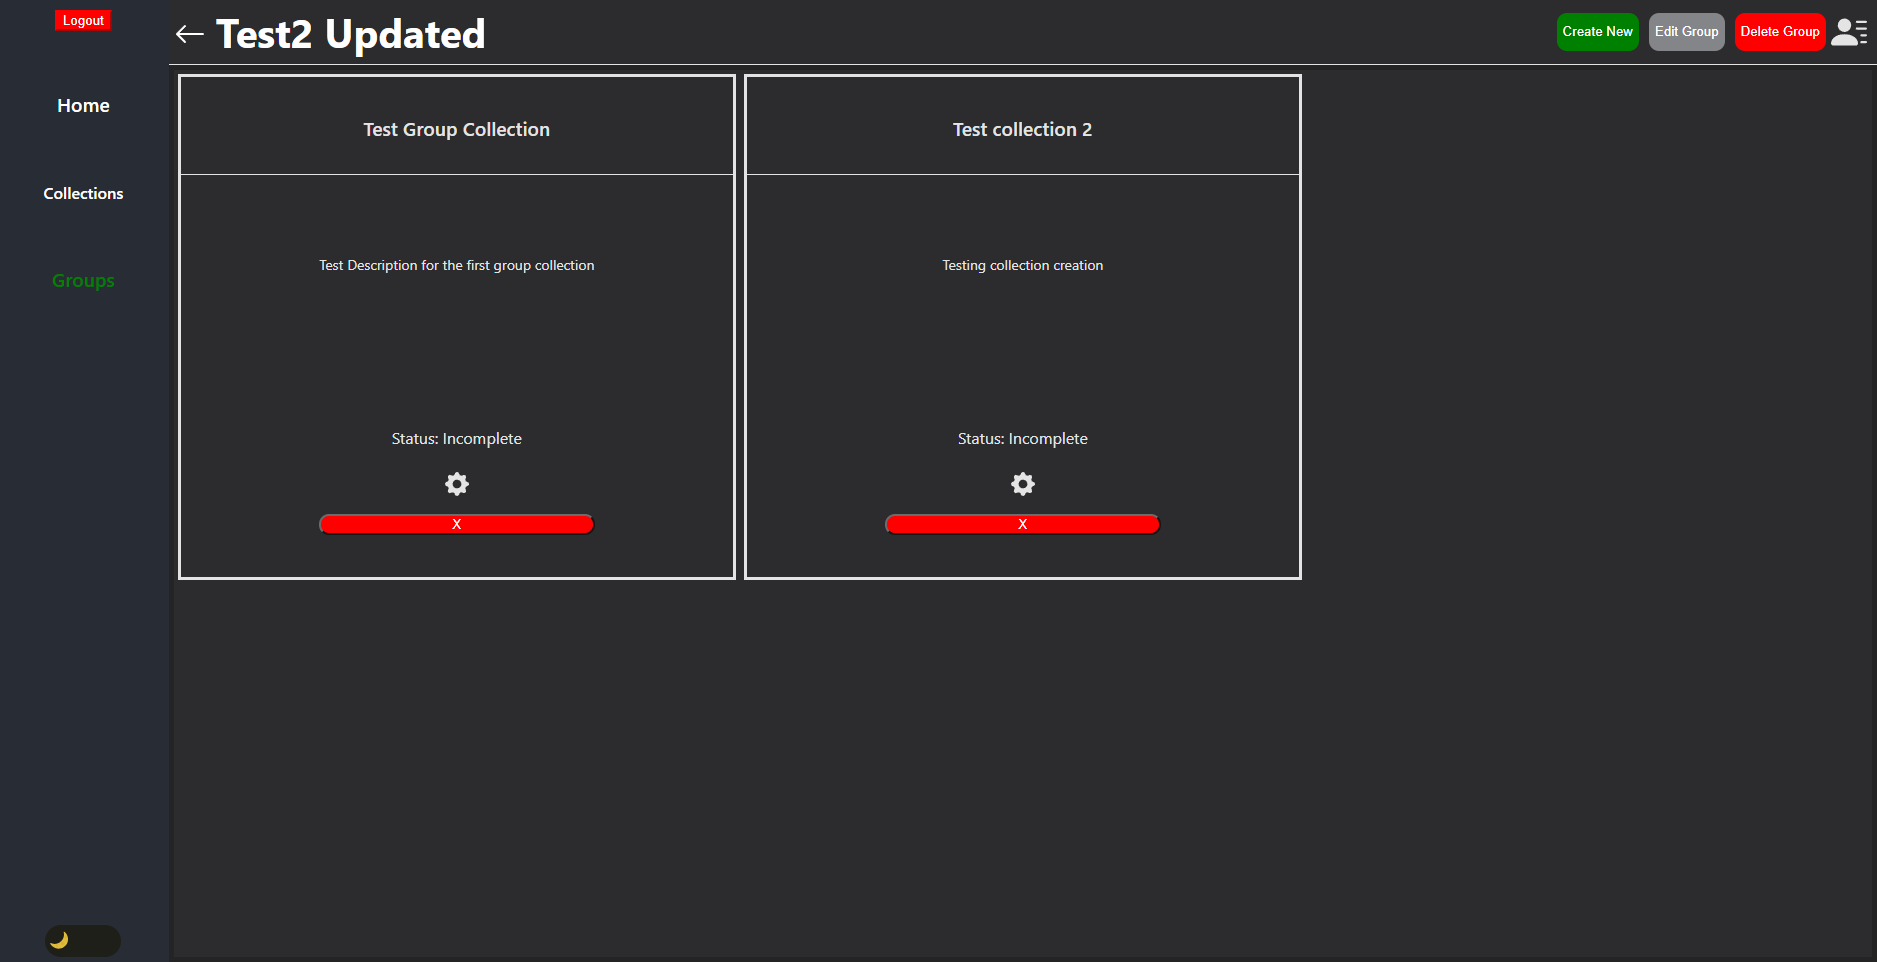 Logout
Test2 Updated
Create New
Edit Group
Delete Group
Home
Collections
Groups
Test Group Collection
Test Description for the first group collection
Status: Incomplete
X
Test collection 2
Testing collection creation
Status: Incomplete
X